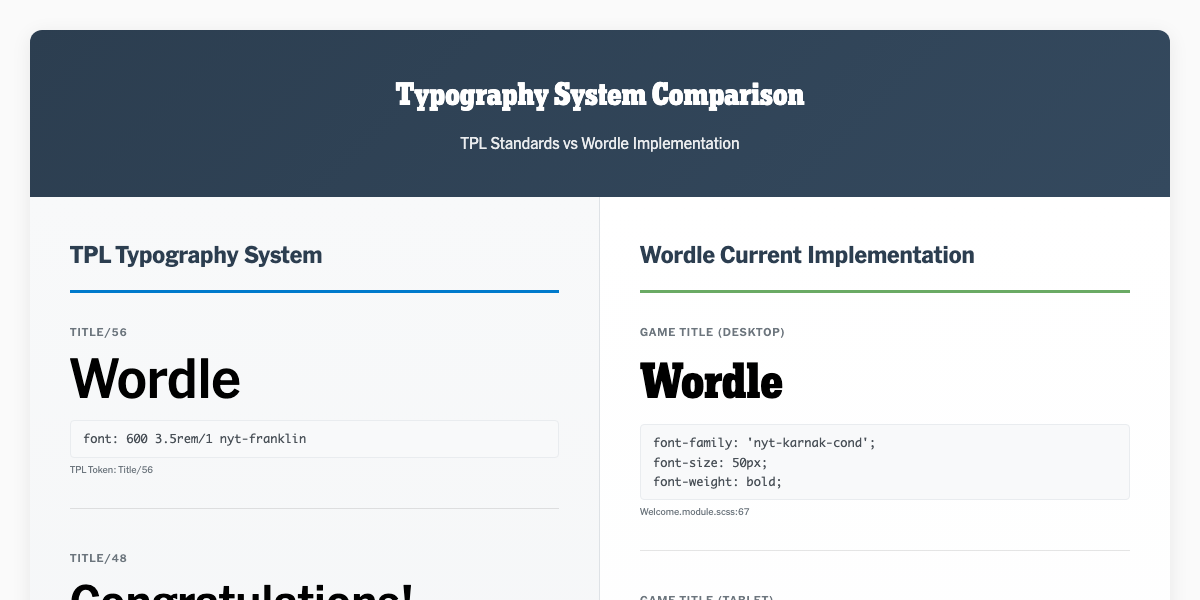 Typography System Comparison
TPL Standards vs Wordle Implementation
TPL Typography System
TITLE/56
Wordle
font: 600 3.5rem/1 nyt-franklin
TPL Token: Title/56
TITLE/48
Congratulations!
Wordle Current Implementation
GAME TITLE (DESKTOP)
Wordle
font-family: 'nyt-karnak-cond';
font-size: 50px;
font-weight: bold;
Welcome.module.scss:67
GAME TITLE (TABLET)